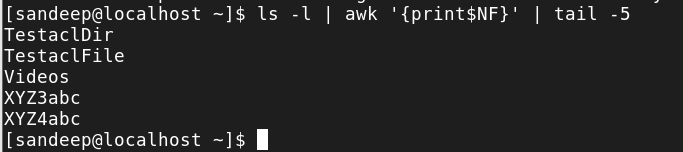 [sandeep@localhost ~]$ ls -l | awk '{print$NF}' | tail -5
TestaclDir
TestaclFile
Videos
XYZ3abc
XYZ4abc
[sandeep@localhost ~]$